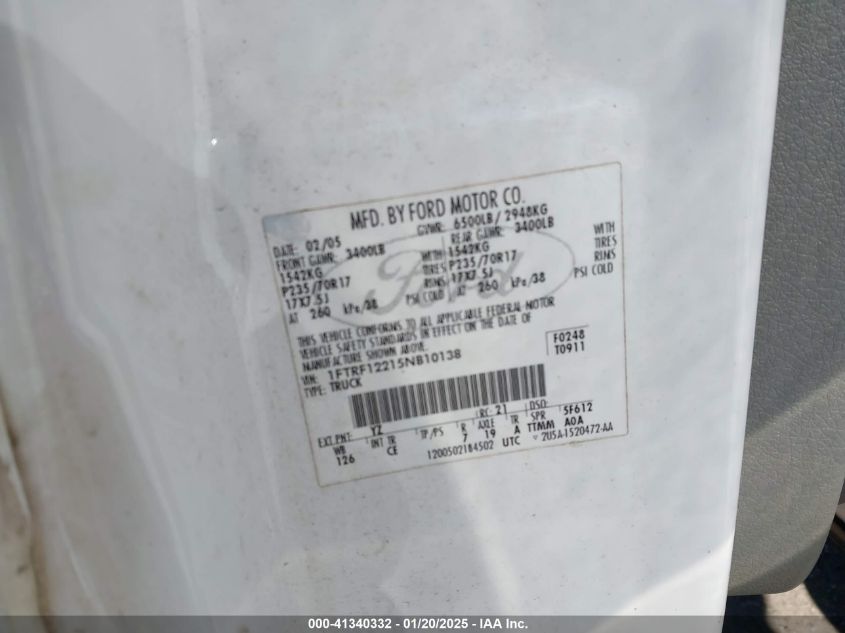 MFD. BY FORD MOTOR CO.
DATE: 02/05 GVWR: 6500LB / 2948KG
FRONT GAWR: 3400LB REAR GAWR: 3400LB
1542KG WITH 1542KG WITH
P235/70R17 TIRES P235/70R17 TIRES
17X7.5J RIMS 17X7.5J RIMS
AT 260 kPa/38 PSI COLD AT 260 kPa/38 PSI COLD
Ford
THIS VEHICLE CONFORMS TO ALL APPLICABLE FEDERAL MOTOR
VEHICLE SAFETY STANDARDS IN EFFECT ON THE DATE OF
MANUFACTURE SHOWN ABOVE.
VIN: 1FTRF12215NB10138
TYPE: TRUCK
F0248
T0911
EXT PNT: YZ RC: 21 DSO:
WB INT TR TP/PS R AXLE TR SPR 5F612
126 CE 7 19 A TTMM A0A
1200502184502 UTC ▽ 2U5A-1520472-AA
000-41340332 - 01/20/2025 - IAA Inc.